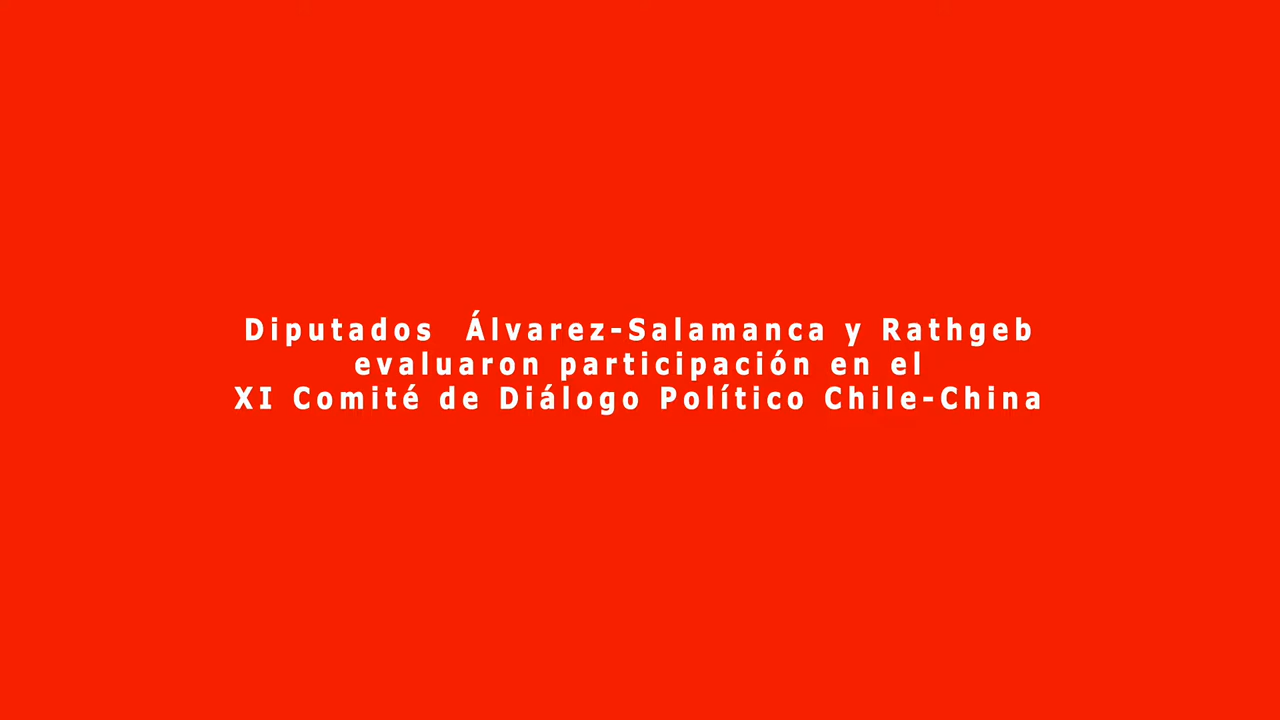 Diputados Álvarez-Salamanca y Rathgeb
evaluaron participación en el
XI Comité de Diálogo Político Chile-China